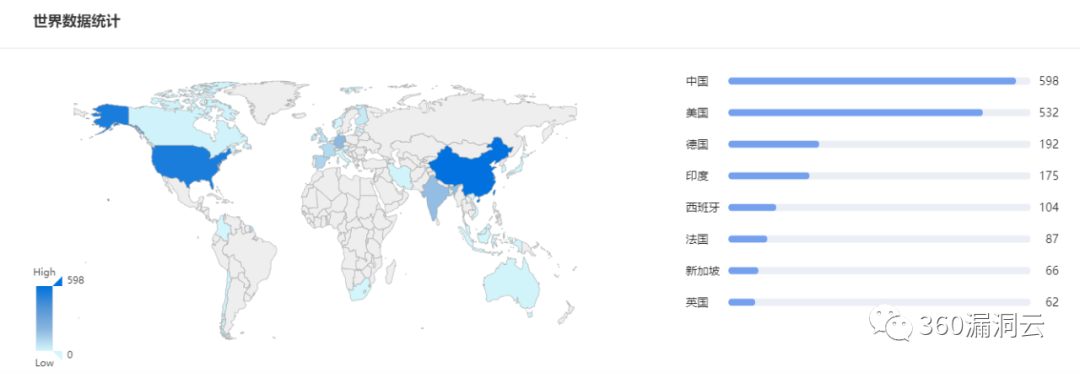 世界数据统计
中国 598
美国 532
德国 192
印度 175
西班牙 104
法国 87
新加坡 66
英国 62
High
598
0
Low
360漏洞云